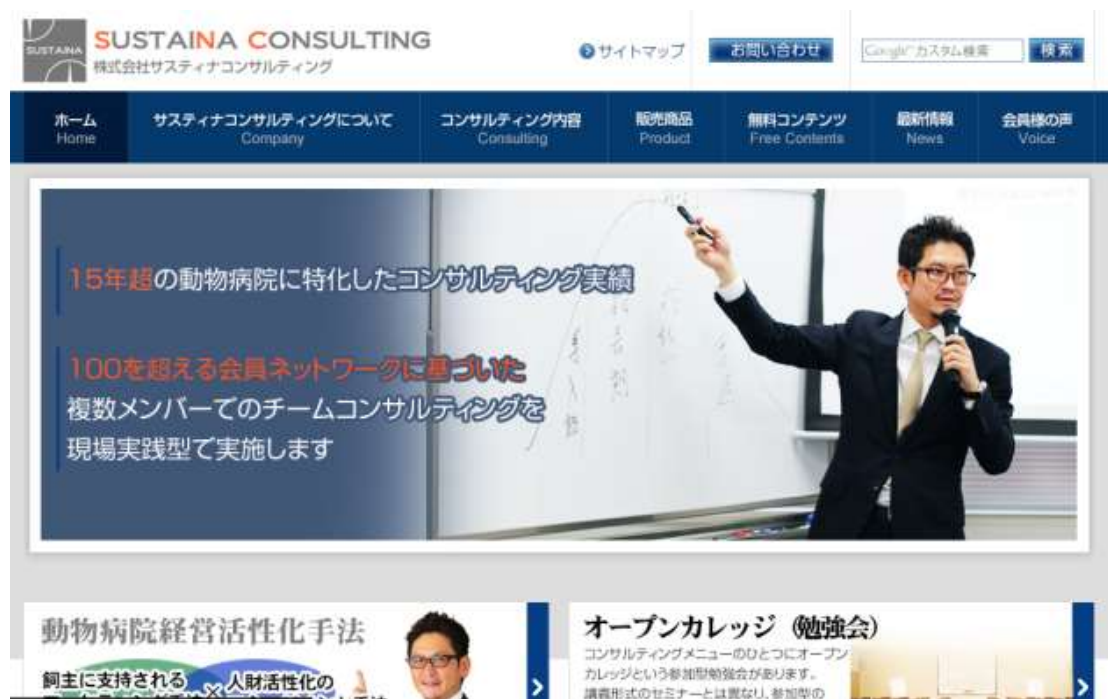 SUSTAINA
SUSTAINA CONSULTING
株式会社サスティナコンサルティング
サイトマップ
お問い合わせ
Google カスタム検索
検索
ホーム
Home
サスティナコンサルティングについて
Company
コンサルティング内容
Consulting
販売商品
Product
無料コンテンツ
Free Contents
最新情報
News
会員様の声
Voice
15年超の動物病院に特化したコンサルティング実績
100を超える会員ネットワークに基づいた
複数メンバーでのチームコンサルティングを
現場実践型で実施します
動物病院経営活性化手法
飼主に支持される
×
人財活性化の
オープンカレッジ（勉強会）
コンサルティングメニューのひとつにオープン
カレッジという参加型勉強会があります。
講義形式のセミナーとは異なり、参加型の